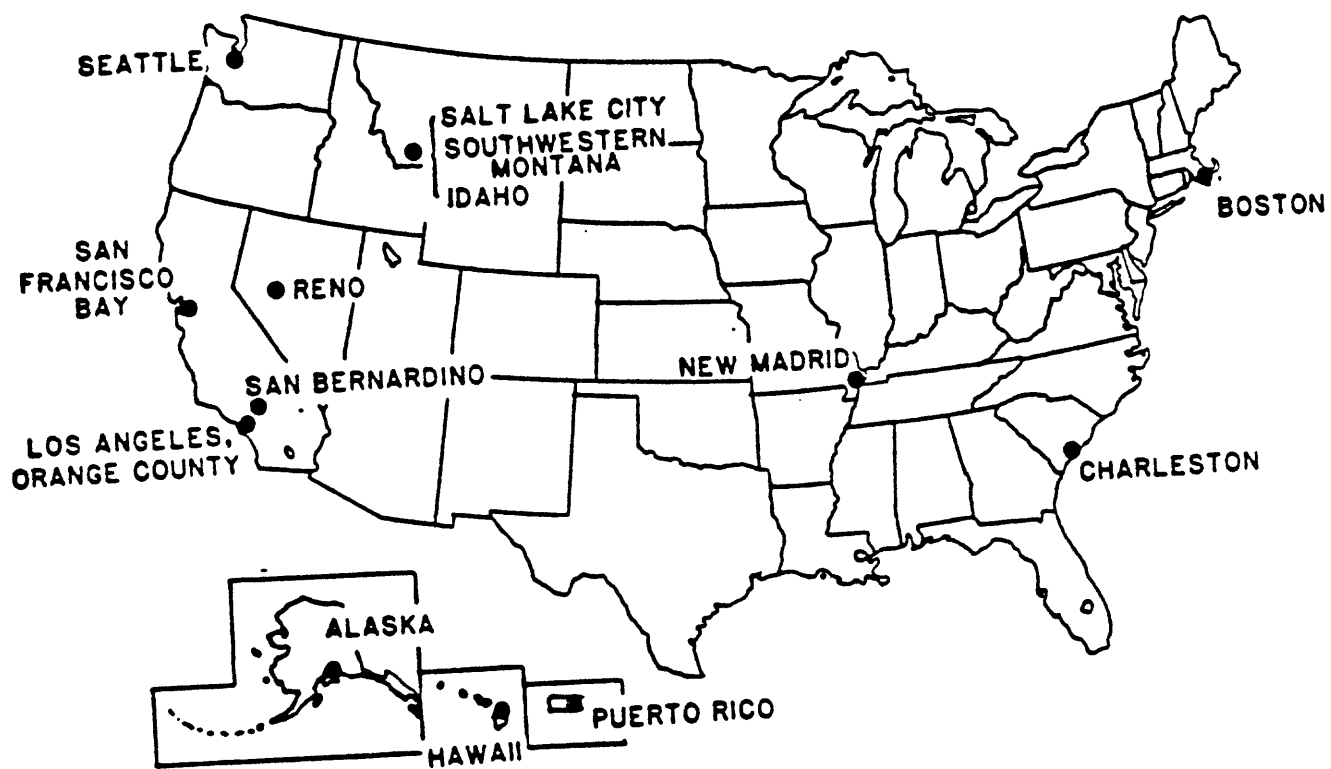 SEATTLE
SALT LAKE CITY
SOUTHWESTERN
MONTANA
IDAHO
BOSTON
SAN
FRANCISCO
BAY
RENO
NEW MADRID
SAN BERNARDINO
LOS ANGELES,
ORANGE COUNTY
CHARLESTON
ALASKA
PUERTO RICO
HAWAII